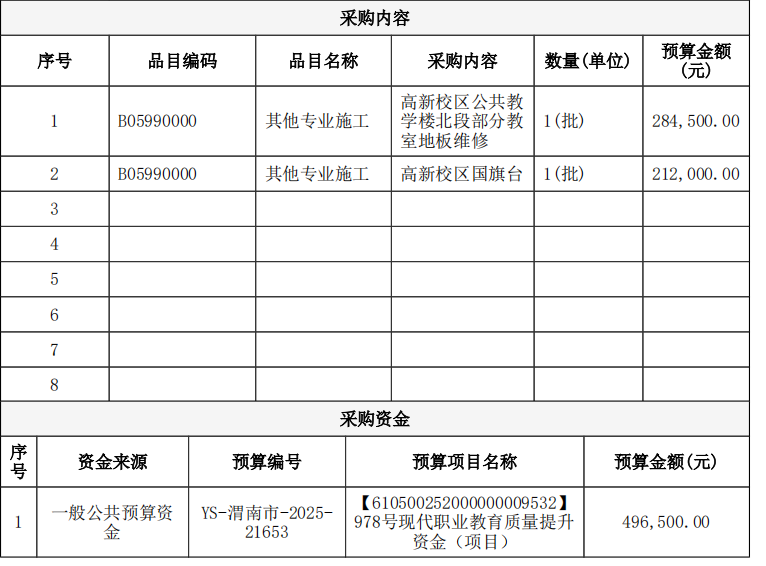 采购内容
序号 品目编码 品目名称 采购内容 数量(单位) 预算金额
(元)
1 B05990000 其他专业施工 高新校区公共教
学楼北段部分教
室地板维修 1(批) 284,500.00
2 B05990000 其他专业施工 高新校区国旗台 1(批) 212,000.00
3
4
5
6
7
8
采购资金
序
号 资金来源 预算编号 预算项目名称 预算金额(元)
1 一般公共预算资
金 YS-渭南市-2025-
21653 【610500252000000009532】
978号现代职业教育质量提升
资金（项目） 496,500.00